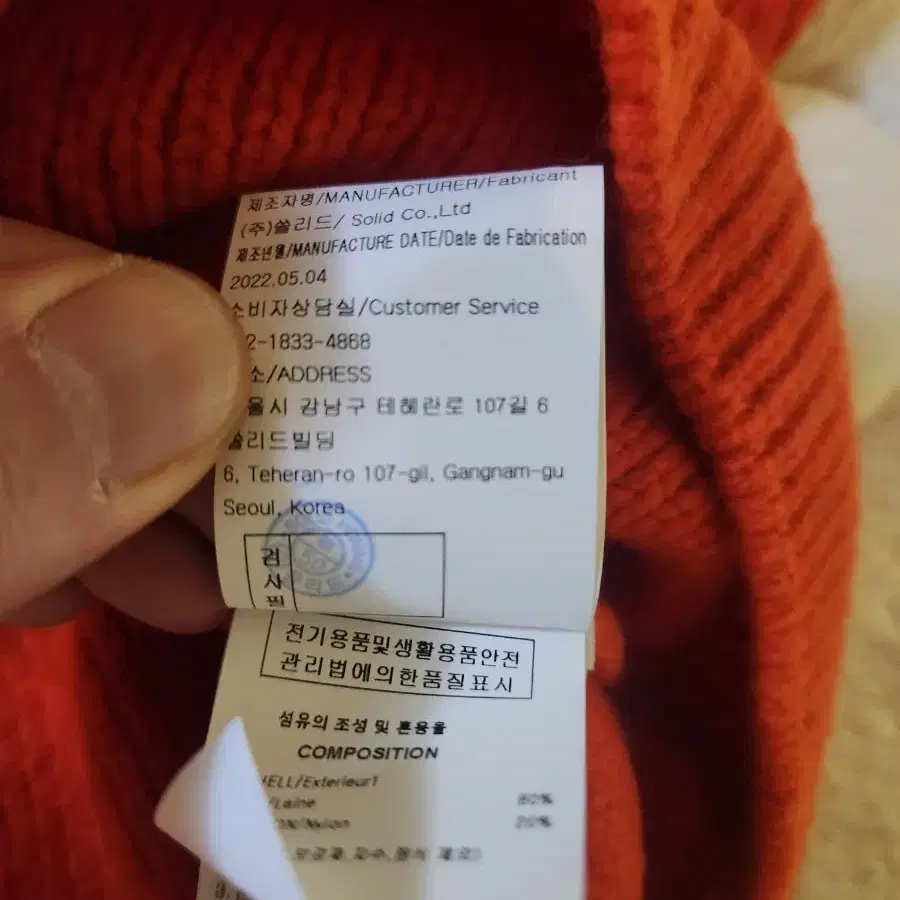 제조자명/MANUFACTURER/Fabricant
(주)쏠리드/ Solid Co.,Ltd
제조년월/MANUFACTURE DATE/Date de Fabrication
2022.05.04
소비자상담실/Customer Service
2-1833-4868
소/ADDRESS
울시 강남구 테헤란로 107길 6
쏠리드빌딩
6, Teheran-ro 107-gil, Gangnam-gu
Seoul, Korea
검사필
전기용품및생활용품안전
관리법에의한품질표시
섬유의 조성 및 혼용율
COMPOSITION
HELL/Exterieur1
/Laine 80%
ON/Nylon 20%